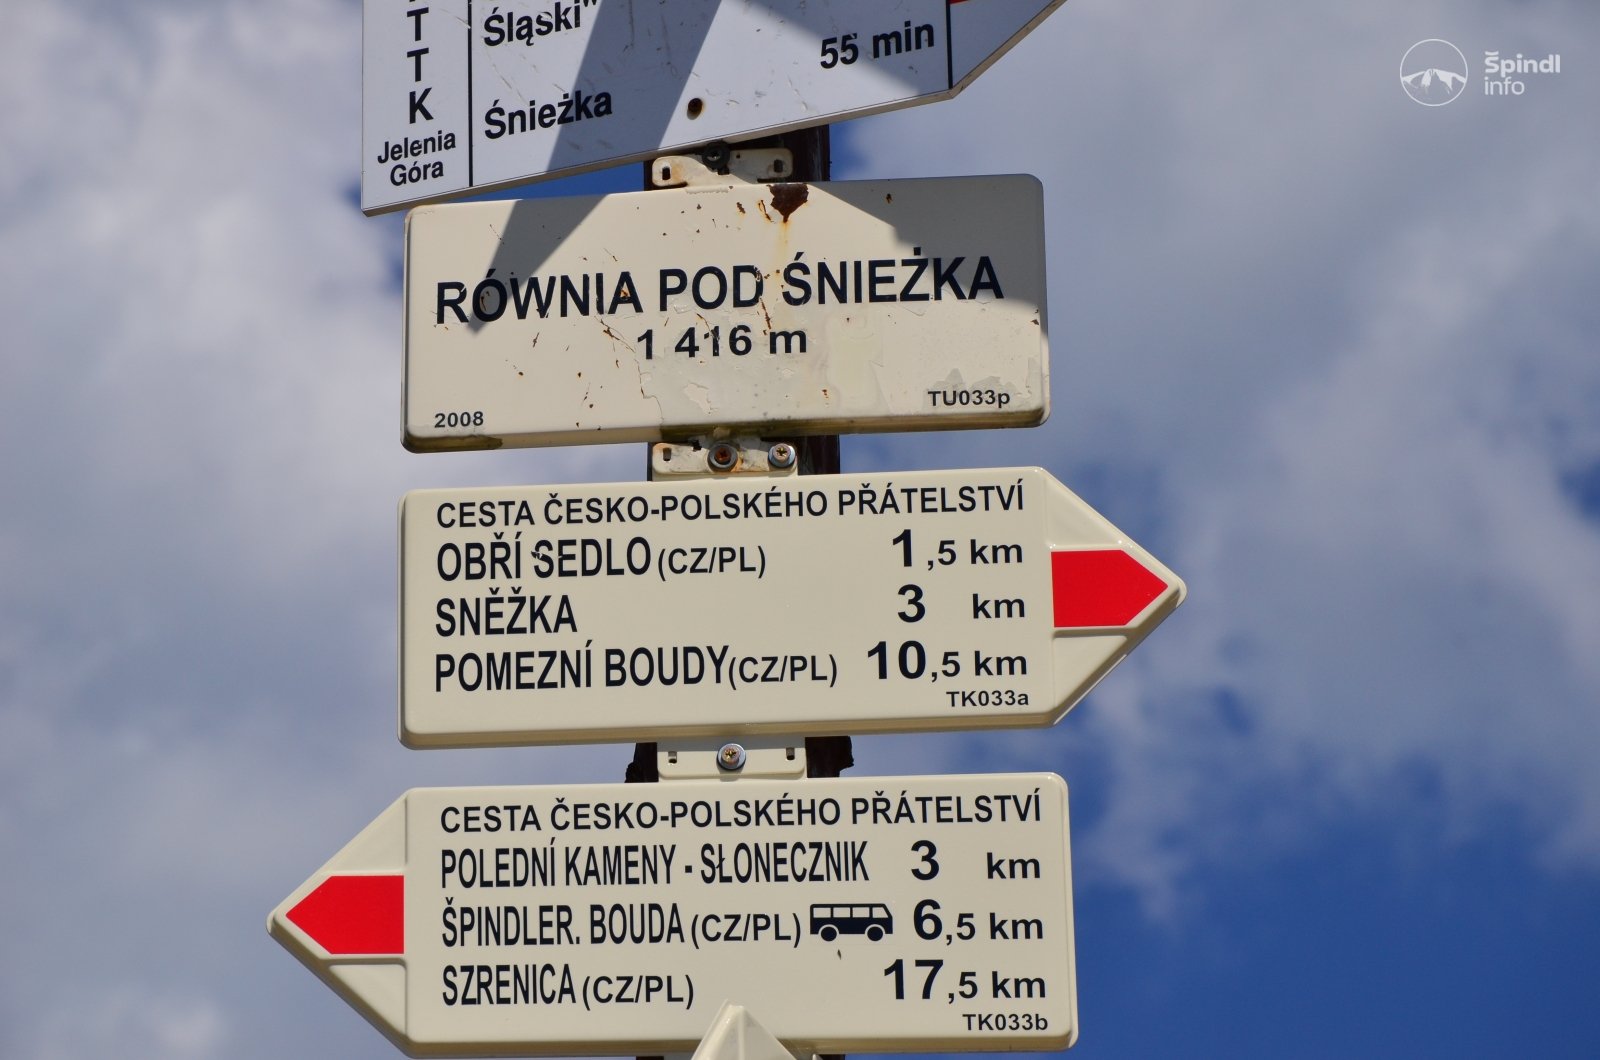 T
T
K
Jelenia
Góra
Śląski"
55 min
Śnieżka
RÓWNIA POD ŚNIEŻKA
1 416 m
2008
TU033p
CESTA ČESKO-POLSKÉHO PŘÁTELSTVÍ
OBŘÍ SEDLO (CZ/PL) 1,5 km
SNĚŽKA 3 km
POMEZNÍ BOUDY (CZ/PL) 10,5 km
TK033a
CESTA ČESKO-POLSKÉHO PŘÁTELSTVÍ
POLEDNÍ KAMENY - SŁONECZNIK 3 km
ŠPINDLER. BOUDA (CZ/PL) 6,5 km
SZRENICA (CZ/PL) 17,5 km
TK033b
Špindl
info